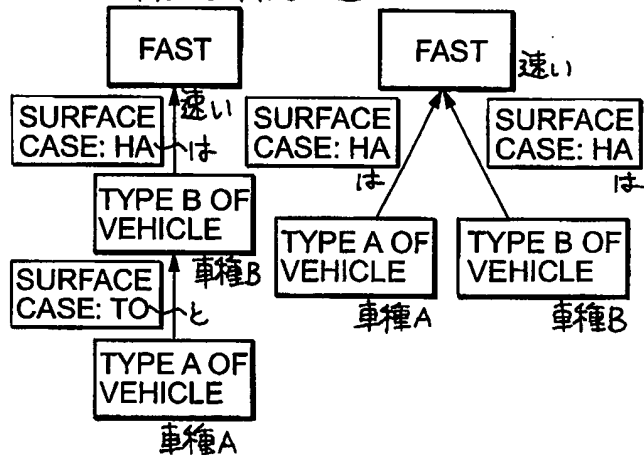 FAST
速い
SURFACE
CASE: HA
は
TYPE B OF
VEHICLE
車種B
SURFACE
CASE: TO
と
TYPE A OF
VEHICLE
車種A
FAST
速い
SURFACE
CASE: HA
は
SURFACE
CASE: HA
は
TYPE A OF
VEHICLE
車種A
TYPE B OF
VEHICLE
車種B